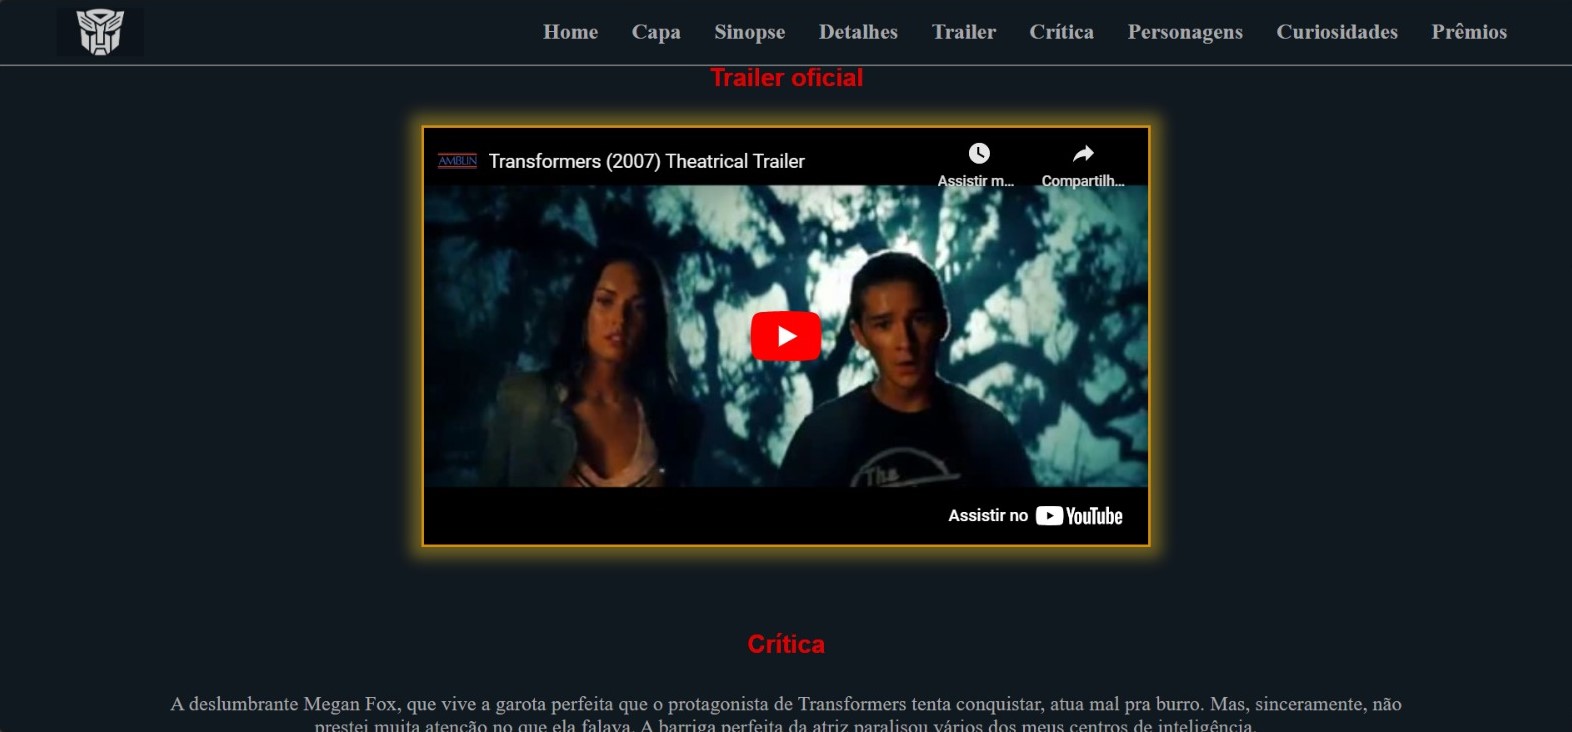 Home Capa Sinopse Detalhes Trailer Crítica Personagens Curiosidades Prêmios
Trailer oficial
AMBLIN Transformers (2007) Theatrical Trailer
Assistir m... Compartilh...
The
Assistir no YouTube
Crítica
A deslumbrante Megan Fox, que vive a garota perfeita que o protagonista de Transformers tenta conquistar, atua mal pra burro. Mas, sinceramente, não
prestei muita atenção no que ela falava. A barriga perfeita da atriz paralisou vários dos meus centros de inteligência.